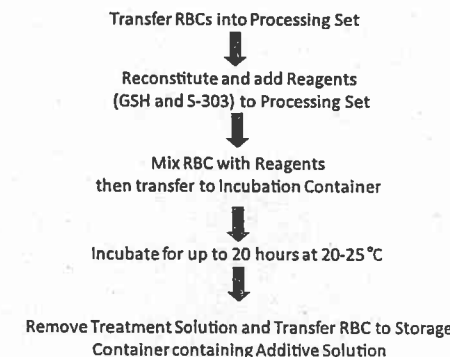 Transfer RBCs into Processing Set
Reconstitute and add Reagents
(GSH and S-303) to Processing Set
Mix RBC with Reagents
then transfer to Incubation Container
Incubate for up to 20 hours at 20-25 °C
Remove Treatment Solution and Transfer RBC to Storage
Container containing Additive Solution